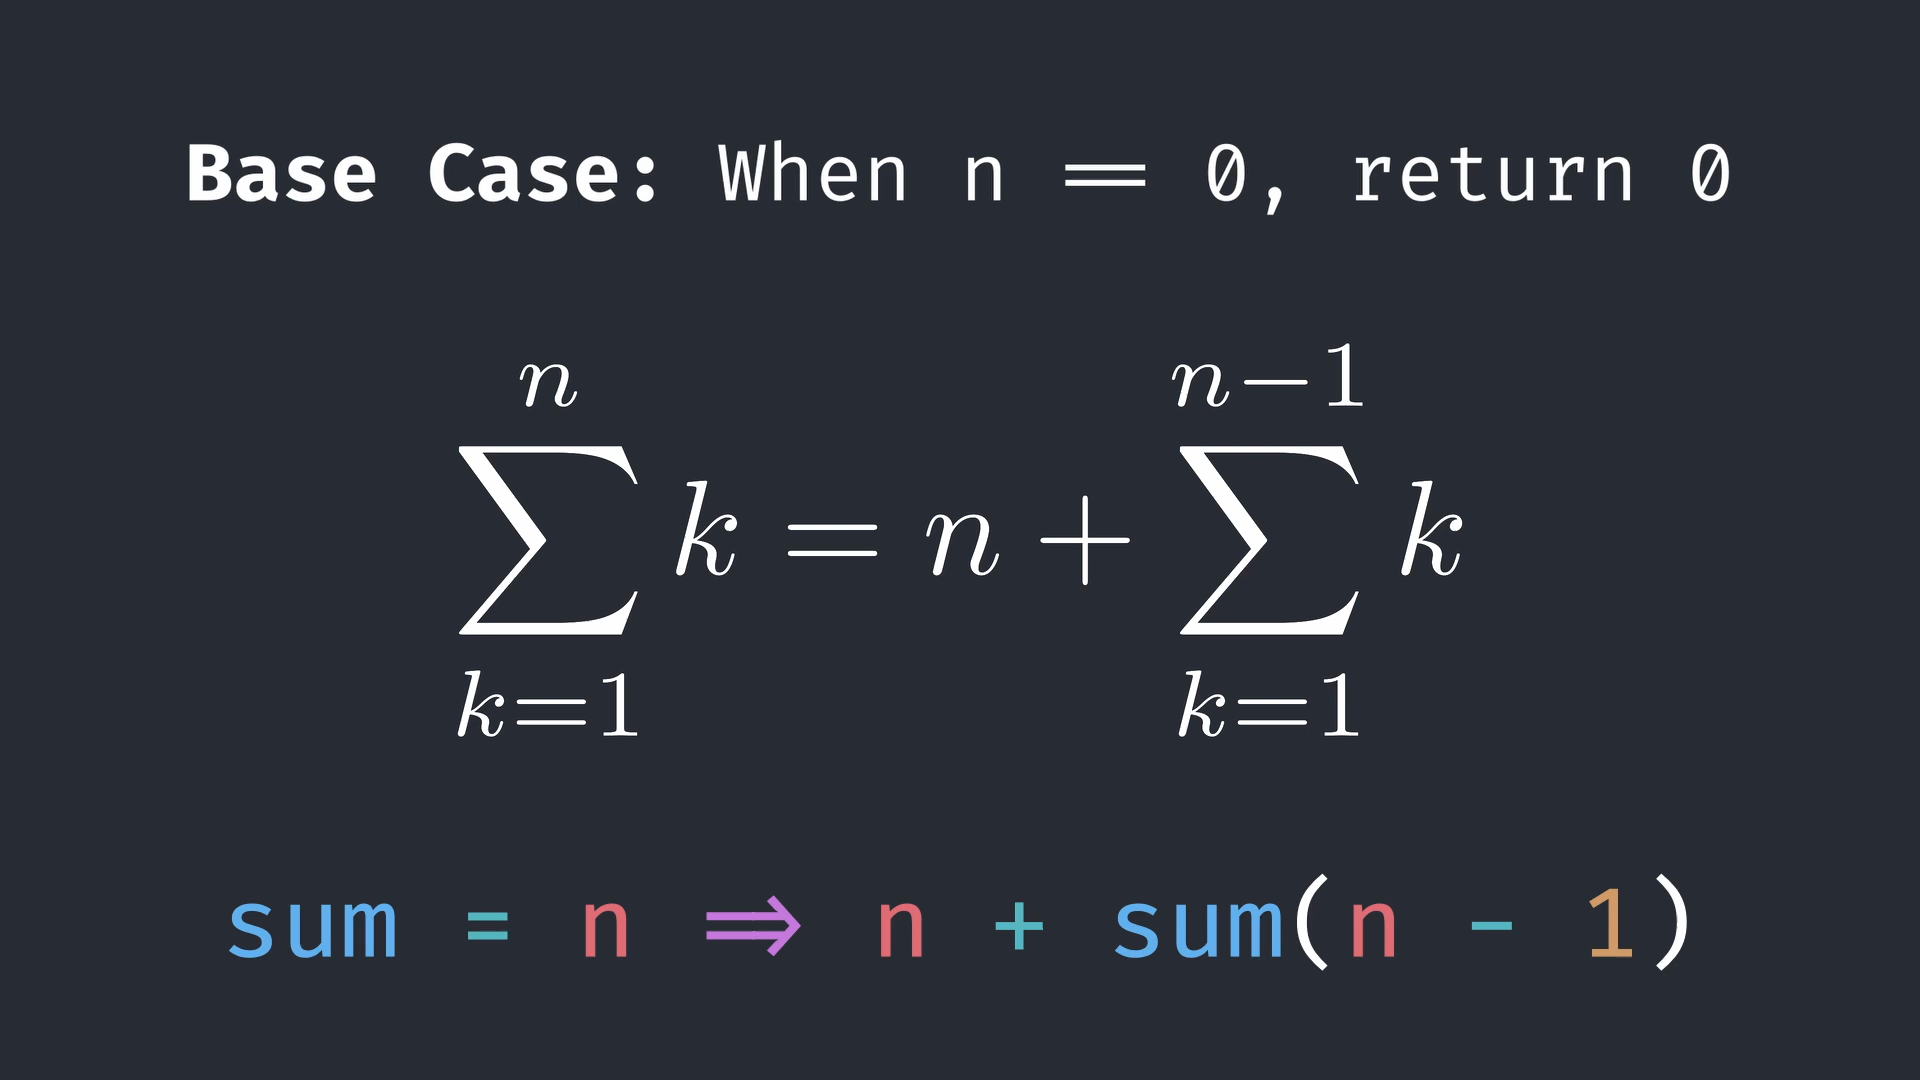 Base Case: When n == 0, return 0
n n−1
∑ k = n + ∑ k
k=1 k=1
sum = n => n + sum(n - 1)